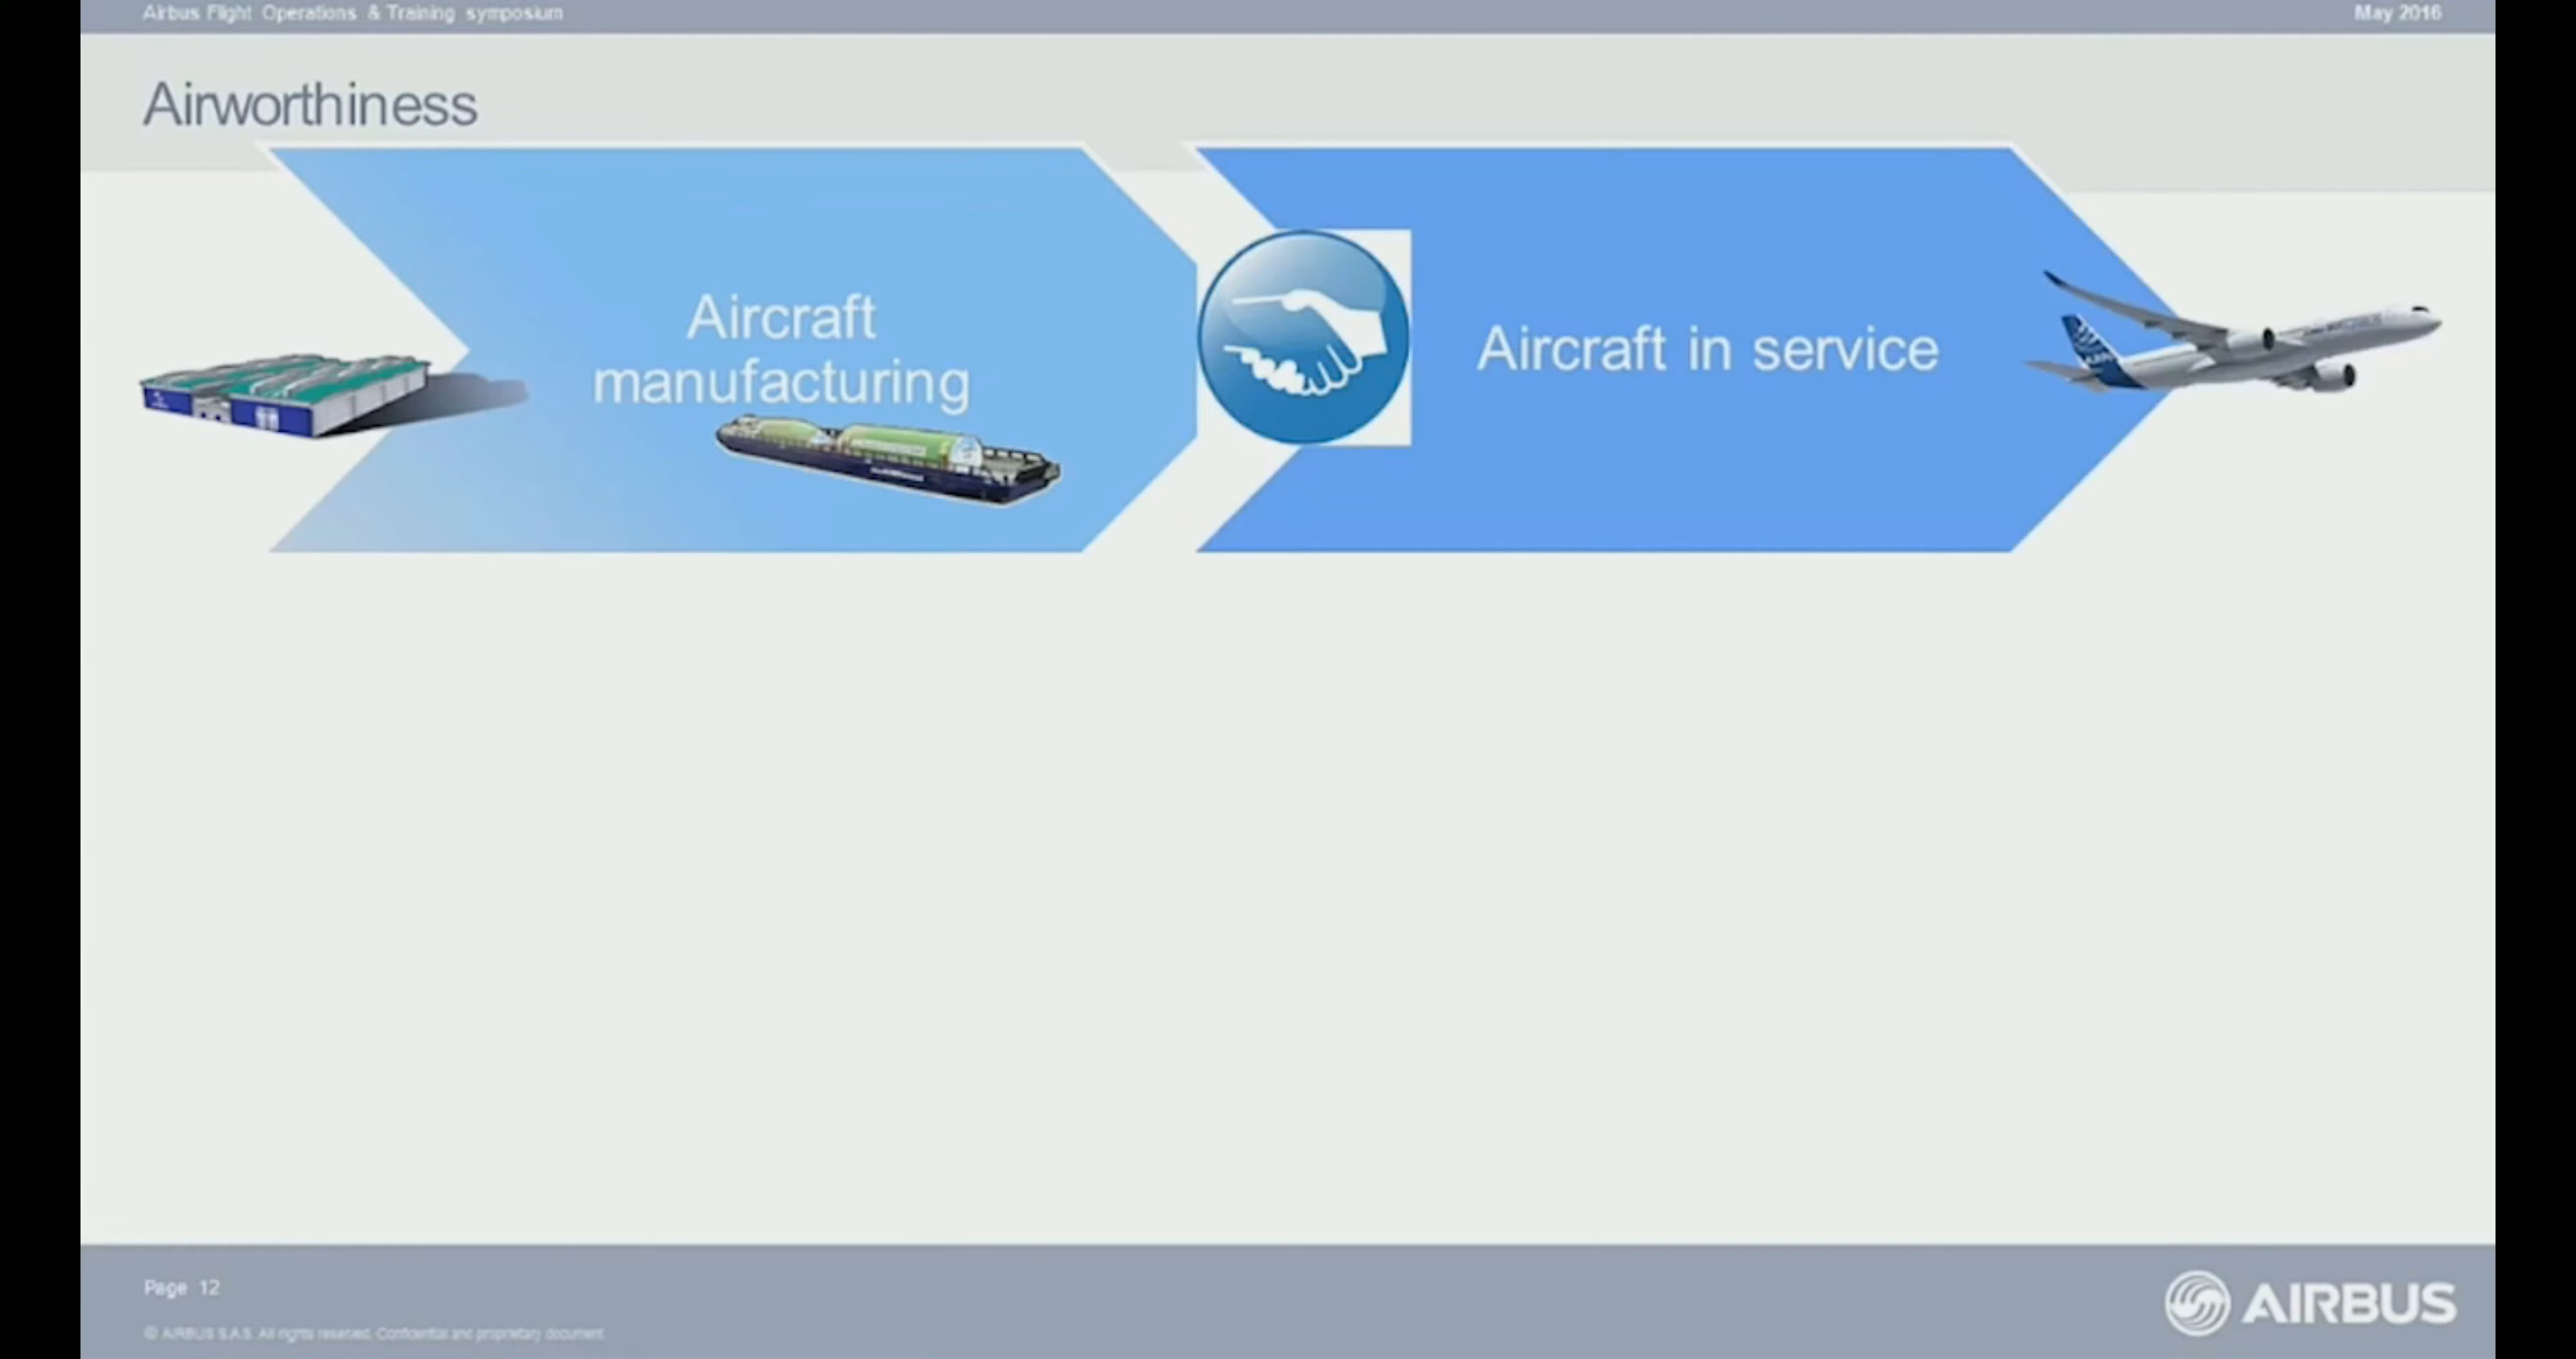 Airbus Flight Operations & Training symposium
May 2016
Airworthiness
Aircraft
manufacturing
Aircraft in service
Page 12
© AIRBUS S.A.S. All rights reserved. Confidential and proprietary document.
AIRBUS